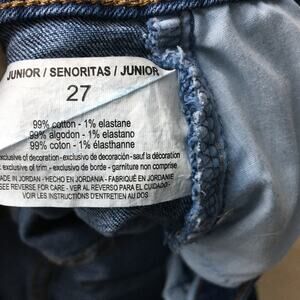 JUNIOR / SENORITAS / JUNIOR
27
99% cotton - 1% elastane
99% algodon - 1% elastano
99% coton - 1% elasthanne
exclusive of decoration - exclusivo de decoración - sauf la décoration
exclusive of trim - exclusivo de borde - garniture non comprise
MADE IN JORDAN - HECHO EN JORDANIA - FABRIQUÉ EN JORDANIE
SEE REVERSE FOR CARE - VER AL REVERSO PARA EL CUIDADO -
VOIR LES INSTRUCTIONS D'ENTRETIEN AU DOS